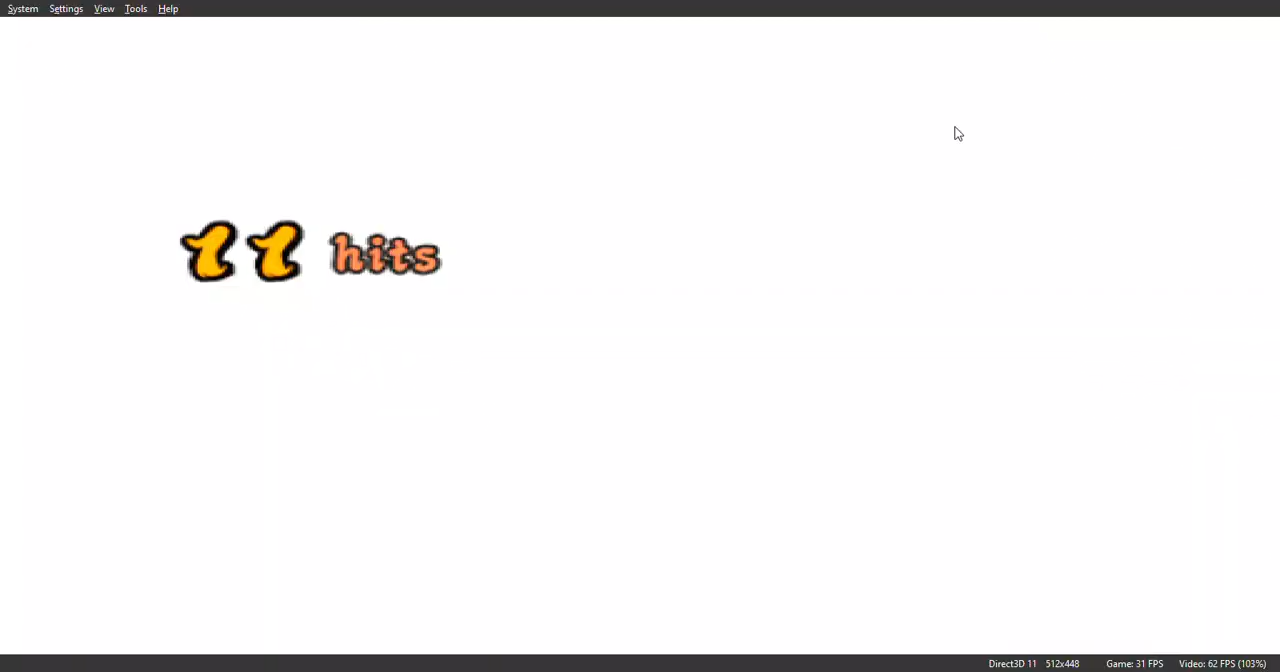 System Settings View Tools Help
11 hits
Direct3D 11 512x448 Game: 31 FPS Video: 62 FPS (103%)